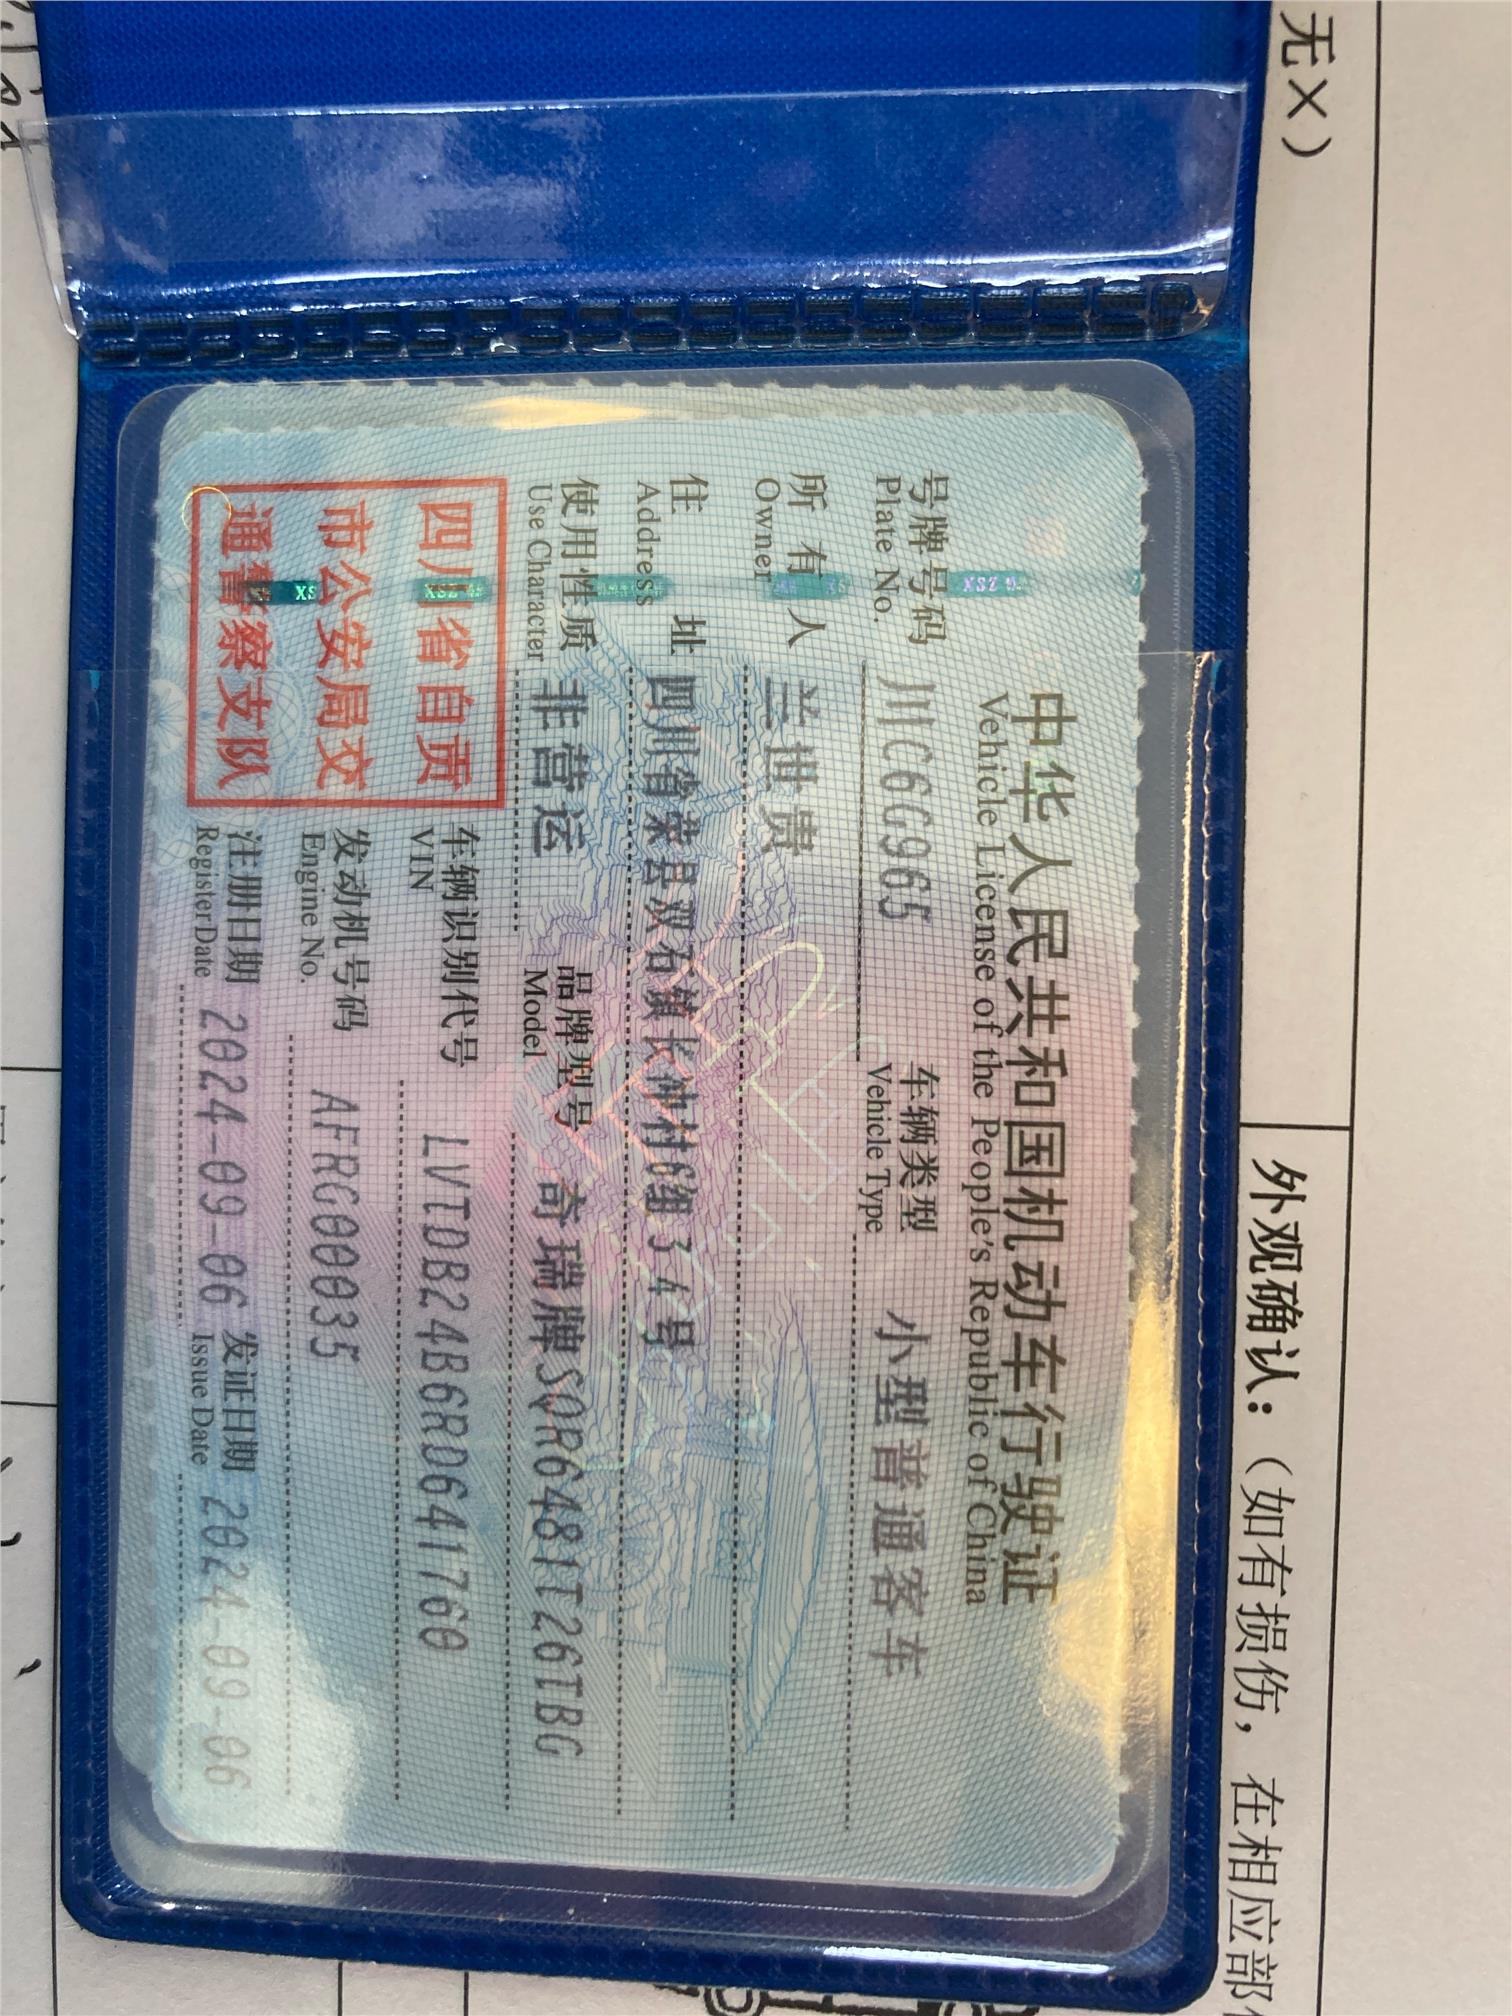 中华人民共和国机动车行驶证
Vehicle License of the People's Republic of China
号牌号码 川C6G965 车辆类型 小型普通客车
Plate No. Vehicle Type
所有人 兰世贵
Owner
住址 四川省荣县双石镇长冲村6组34号
Address
使用性质 非营运 品牌型号 奇瑞牌SQR6481T26TBG
Use Character Model
四川省自贡
市公安局交
通警察支队
车辆识别代号 LVTDB24B6RD641760
VIN
发动机号码 AFRG00035
Engine No.
注册日期 2024-09-06 发证日期 2024-09-06
Register Date Issue Date
无×）
外观确认：（如有损伤，在相应部